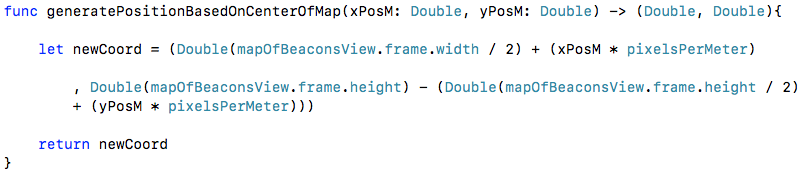 func generatePositionBasedOnCenterOfMap(xPosM: Double, yPosM: Double) -> (Double, Double){
let newCoord = (Double(mapOfBeaconsView.frame.width / 2) + (xPosM * pixelsPerMeter)
, Double(mapOfBeaconsView.frame.height) - (Double(mapOfBeaconsView.frame.height / 2)
+ (yPosM * pixelsPerMeter)))
return newCoord
}